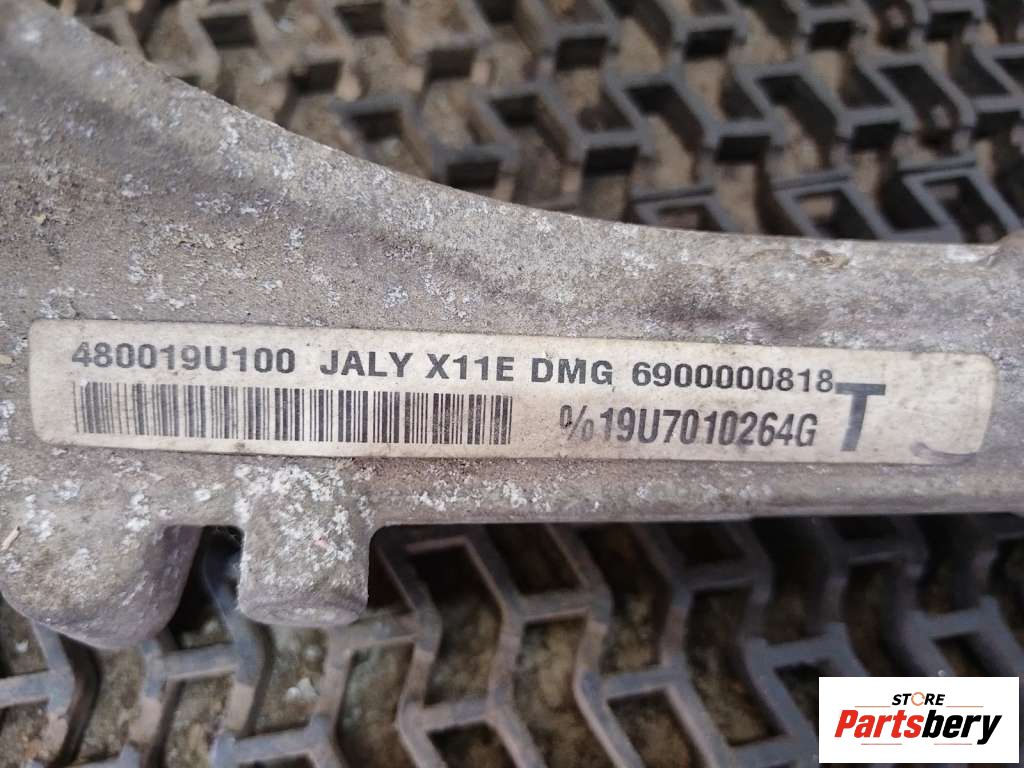 480019U100 JALY X11E DMG 6900000818
%19U7010264G T
STORE
Partsbery